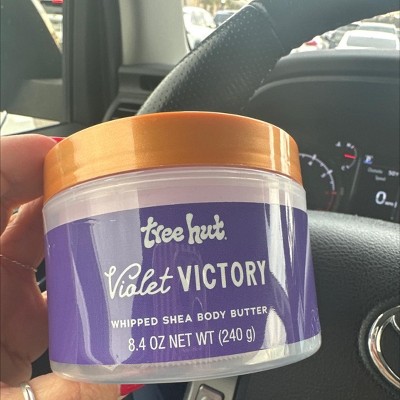 tree hut.
Violet VICTORY
WHIPPED SHEA BODY BUTTER
8.4 OZ NET WT (240 g)